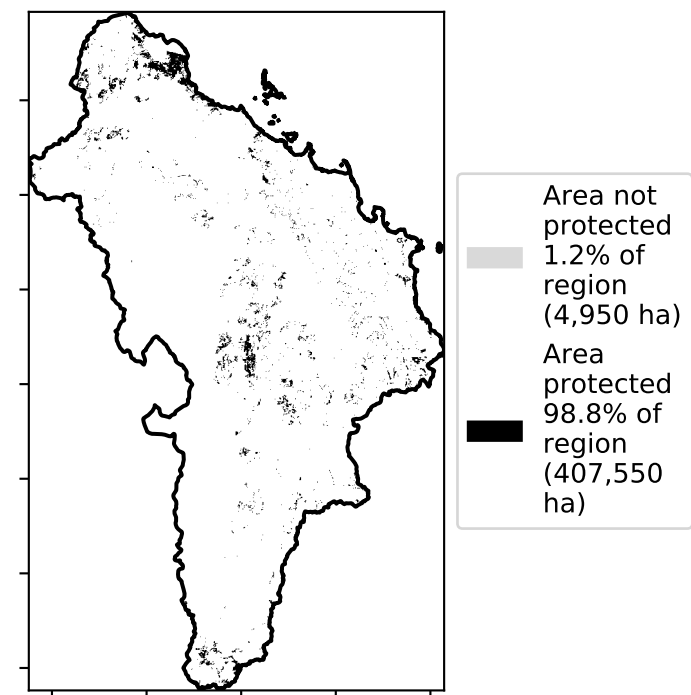 Area not
protected
1.2% of
region
(4,950 ha)
Area
protected
98.8% of
region
(407,550
ha)